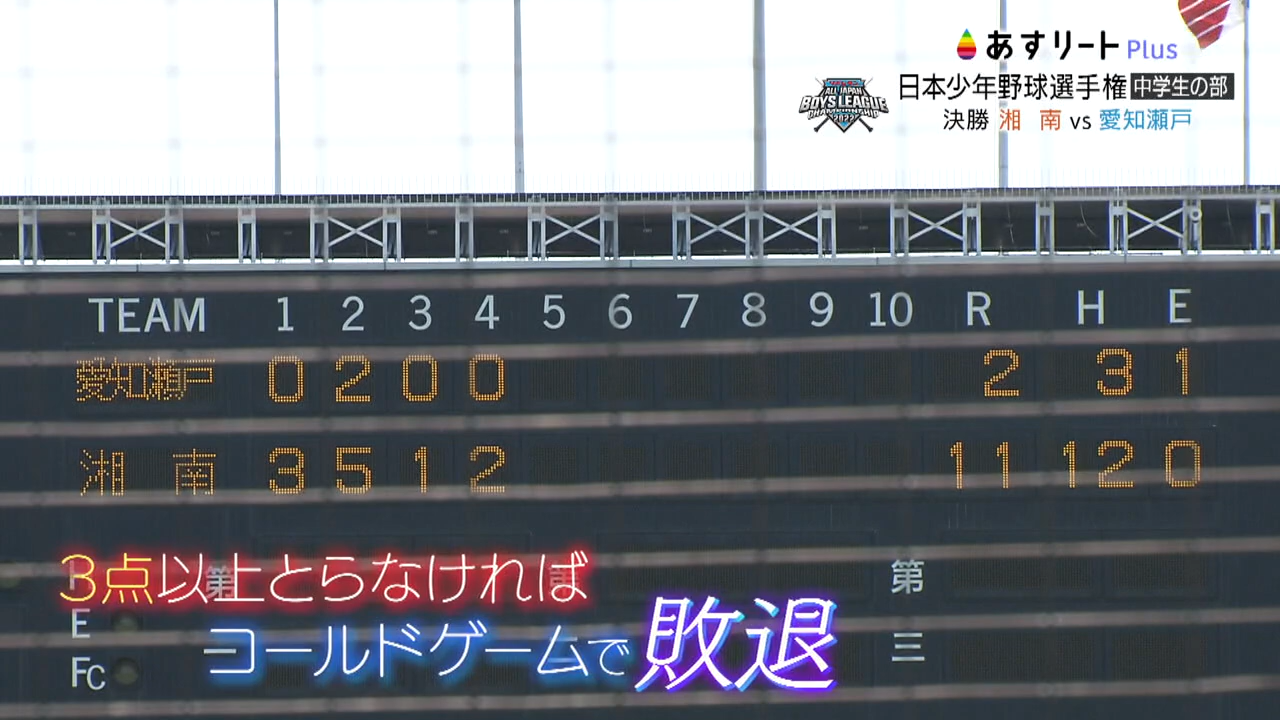 あすリート Plus
日本少年野球選手権 中学生の部
ALL JAPAN
BOYS LEAGUE
CHAMPIONSHIP
2022
決勝 湘 南 vs 愛知瀬戸
TEAM 1 2 3 4 5 6 7 8 9 10 R H E
愛知瀬戸 0 2 0 0 2 3 1
湘 南 3 5 1 2 11 12 0
3点以上とらなければ
コールドゲームで敗退
H 第 第
E
FC 三